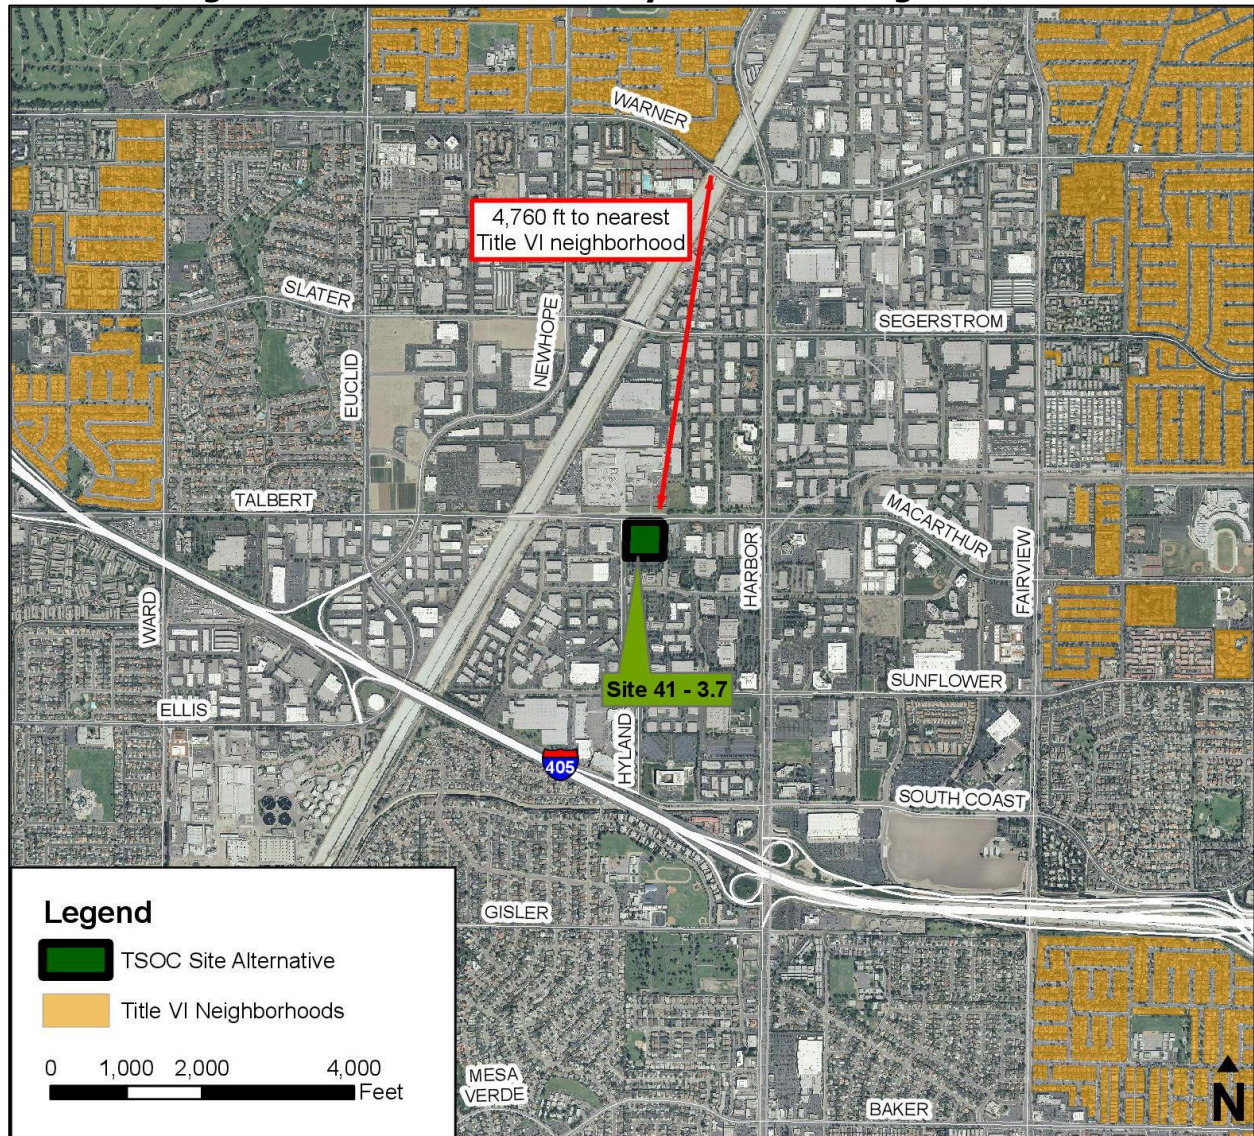 WARNER
4,760 ft to nearest
Title VI neighborhood
SLATER
SEGERSTROM
NEWHOPE
EUCLID
TALBERT
MACARTHUR
HARBOR
FAIRVIEW
WARD
Site 41 - 3.7
SUNFLOWER
ELLIS
HYLAND
405
SOUTH COAST
GISLER
Legend
TSOC Site Alternative
Title VI Neighborhoods
0 1,000 2,000 4,000
Feet
MESA
VERDE
BAKER
N